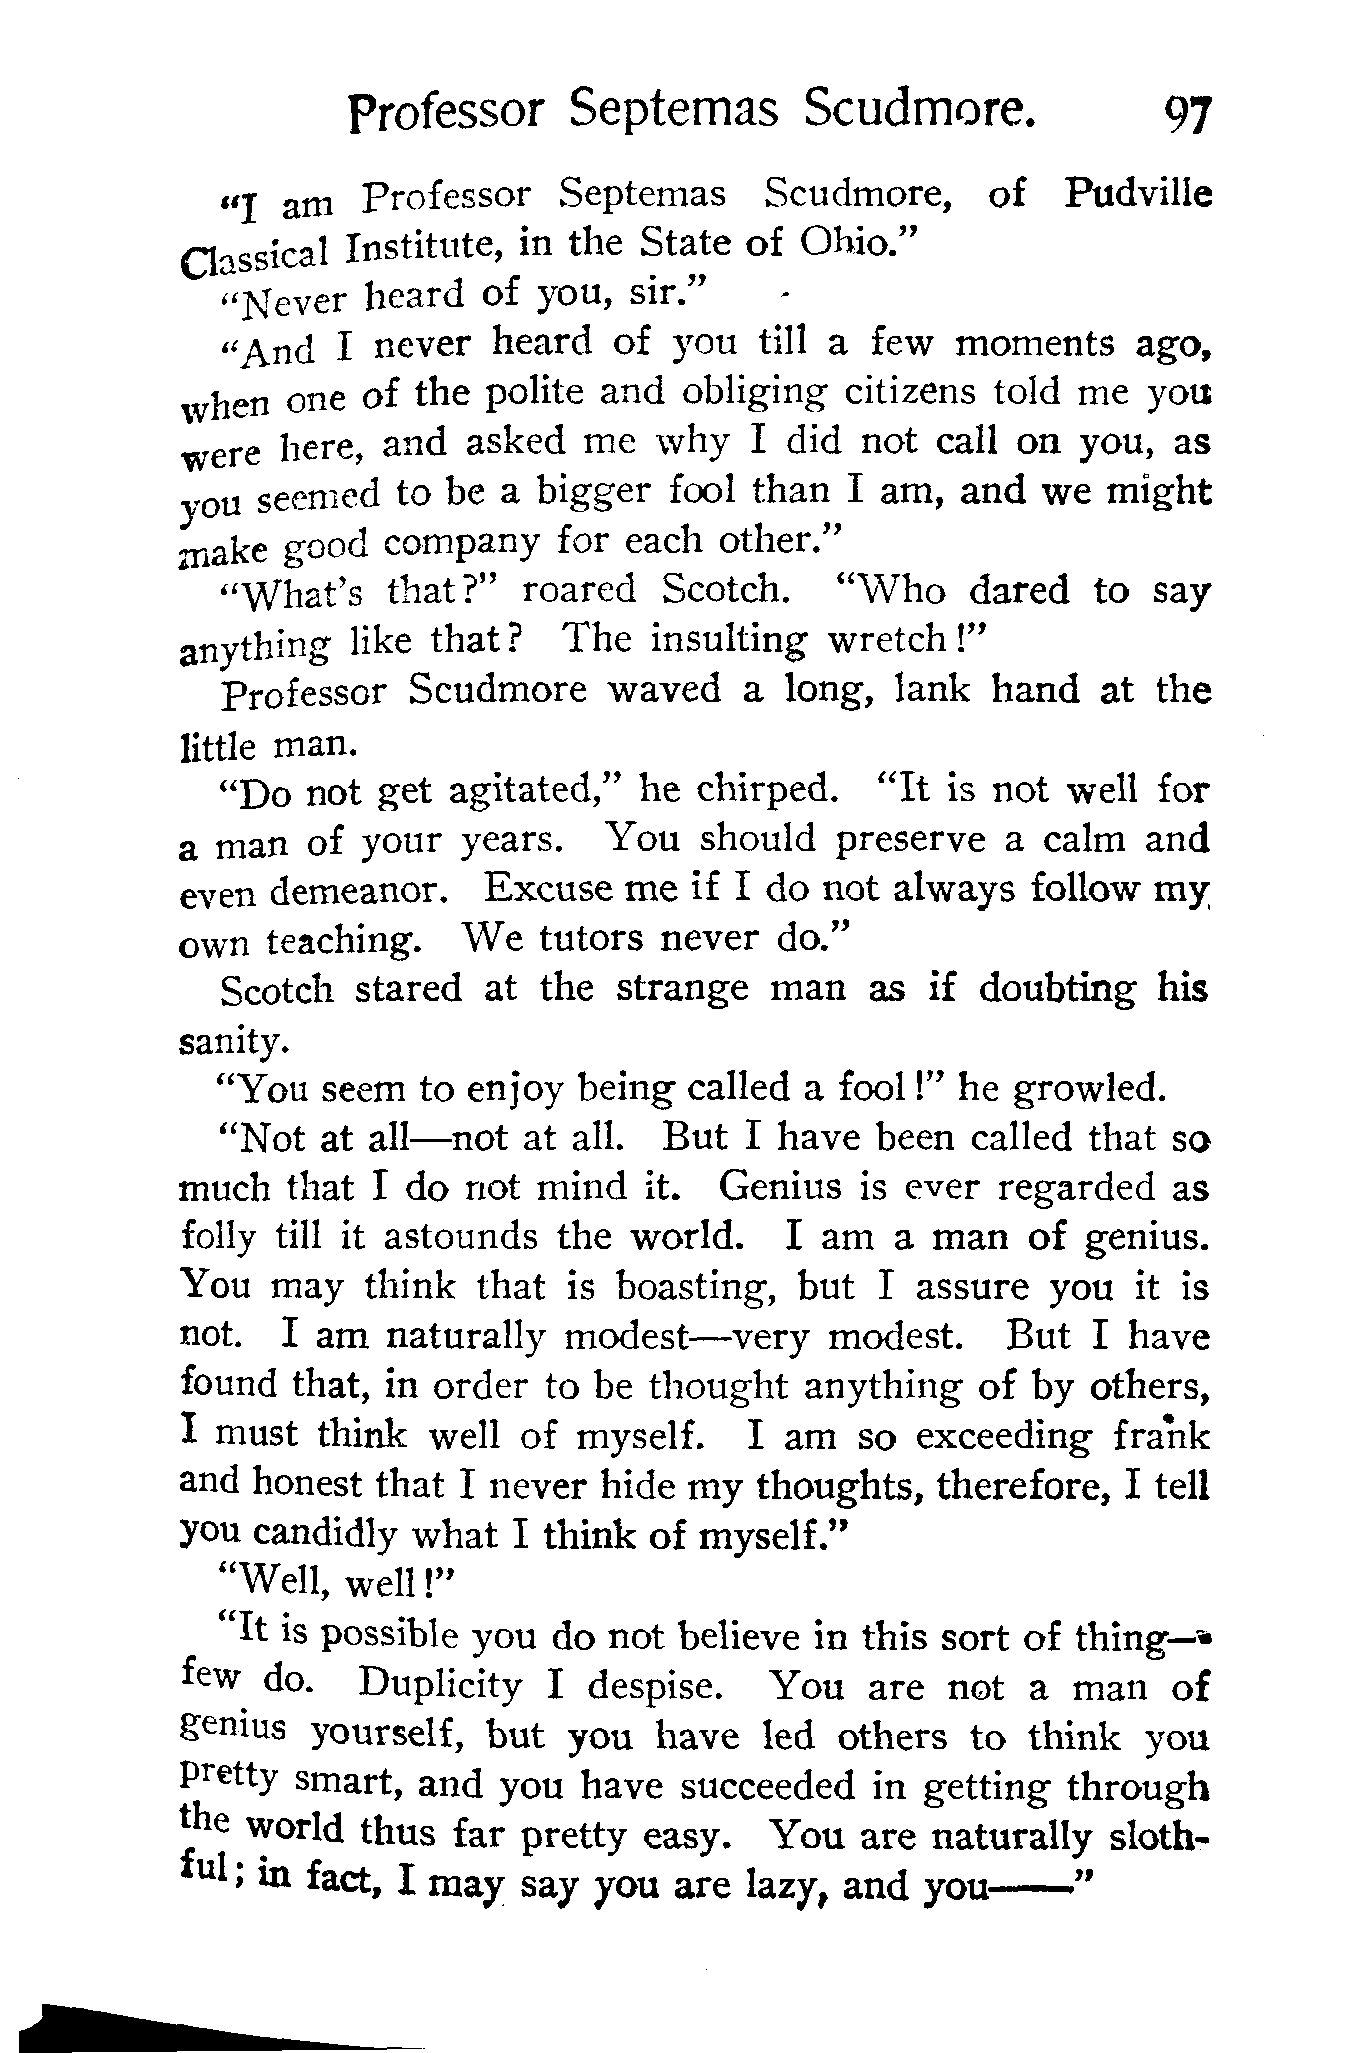 Professor Septemas Scudmore. 97
"I am Professor Septemas Scudmore, of Pudville
Classical Institute, in the State of Ohio."
"Never heard of you, sir."
"And I never heard of you till a few moments ago,
when one of the polite and obliging citizens told me you
were here, and asked me why I did not call on you, as
you seemed to be a bigger fool than I am, and we might
make good company for each other."
"What's that?" roared Scotch. "Who dared to say
anything like that? The insulting wretch!"
Professor Scudmore waved a long, lank hand at the
little man.
"Do not get agitated," he chirped. "It is not well for
a man of your years. You should preserve a calm and
even demeanor. Excuse me if I do not always follow my
own teaching. We tutors never do."
Scotch stared at the strange man as if doubting his
sanity.
"You seem to enjoy being called a fool!" he growled.
"Not at all—not at all. But I have been called that so
much that I do not mind it. Genius is ever regarded as
folly till it astounds the world. I am a man of genius.
You may think that is boasting, but I assure you it is
not. I am naturally modest—very modest. But I have
found that, in order to be thought anything of by others,
I must think well of myself. I am so exceeding frank
and honest that I never hide my thoughts, therefore, I tell
you candidly what I think of myself."
"Well, well!"
"It is possible you do not believe in this sort of thing—
few do. Duplicity I despise. You are not a man of
genius yourself, but you have led others to think you
pretty smart, and you have succeeded in getting through
the world thus far pretty easy. You are naturally sloth-
ful; in fact, I may say you are lazy, and you——"